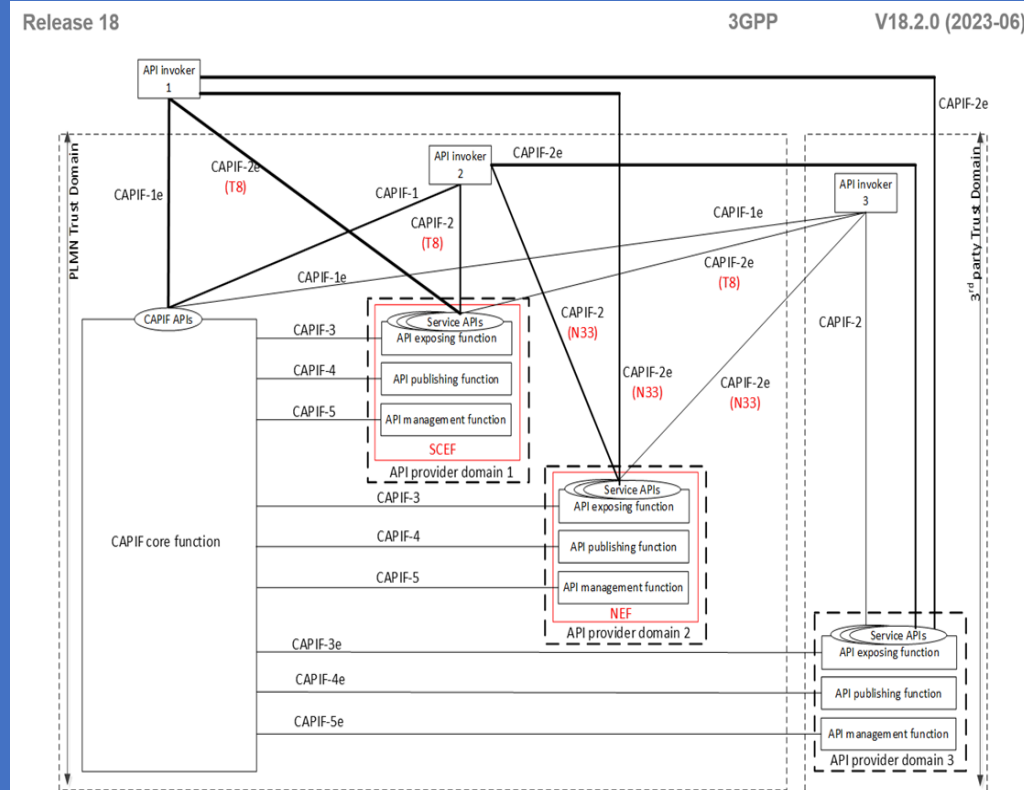 Release 18
3GPP
V18.2.0 (2023-06)
API invoker
1
CAPIF-2e
PLMN Trust Domain
CAPIF-2e
(T8)
CAPIF-1e
API invoker
2
CAPIF-2e
CAPIF-1
CAPIF-2
(T8)
API invoker
3
CAPIF-1e
CAPIF-1e
CAPIF-2e
(T8)
3rd party Trust Domain
CAPIF APIs
CAPIF-2
(N33)
CAPIF-2
CAPIF-2e
(N33)
CAPIF-2e
(N33)
CAPIF-3
CAPIF-4
CAPIF-5
Service APIs
API exposing function
API publishing function
API management function
SCEF
API provider domain 1
CAPIF core function
CAPIF-3
CAPIF-4
CAPIF-5
Service APIs
API exposing function
API publishing function
API management function
NEF
API provider domain 2
CAPIF-3e
CAPIF-4e
CAPIF-5e
Service APIs
API exposing function
API publishing function
API management function
API provider domain 3